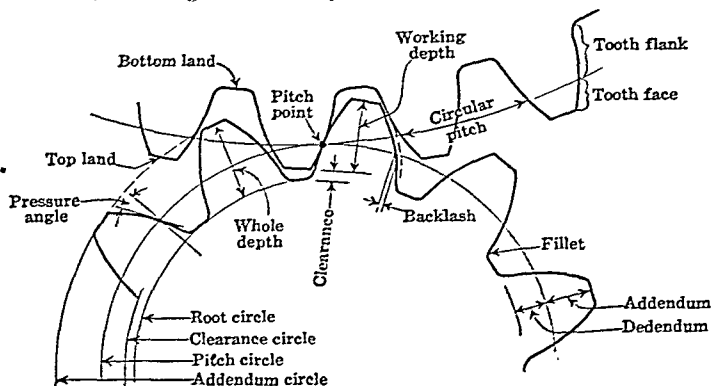 Working
depth
Tooth flank
Bottom land
Pitch
point
Tooth face
Circular
pitch
Top land
Pressure
angle
Whole
depth
Clearance
Backlash
Fillet
Addendum
Dedendum
Root circle
Clearance circle
Pitch circle
Addendum circle